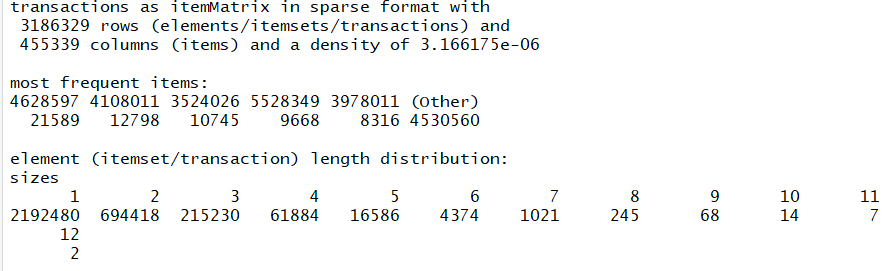 transactions as itemMatrix in sparse format with
 3186329 rows (elements/itemsets/transactions) and
 455339 columns (items) and a density of 3.166175e-06

most frequent items:
4628597 4108011 3524026 5528349 3978011 (Other)
  21589   12798   10745    9668    8316 4530560

element (itemset/transaction) length distribution:
sizes
      1       2       3       4       5       6       7       8       9      10      11
2192480  694418  215230   61884   16586    4374    1021     245      68      14       7
     12
      2